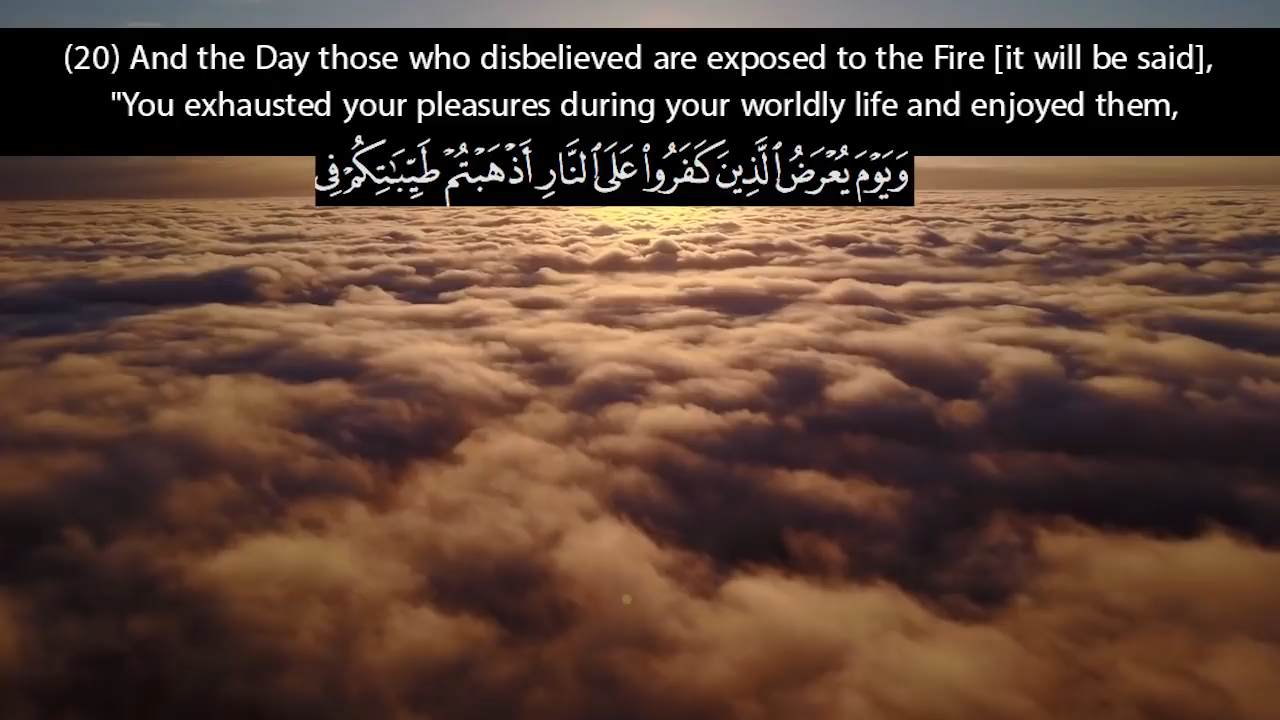 (20) And the Day those who disbelieved are exposed to the Fire [it will be said],
"You exhausted your pleasures during your worldly life and enjoyed them,
وَيَوْمَ يُعْرَضُ ٱلَّذِينَ كَفَرُوا۟ عَلَى ٱلنَّارِ أَذْهَبْتُمْ طَيِّبَـٰتِكُمْ فِى